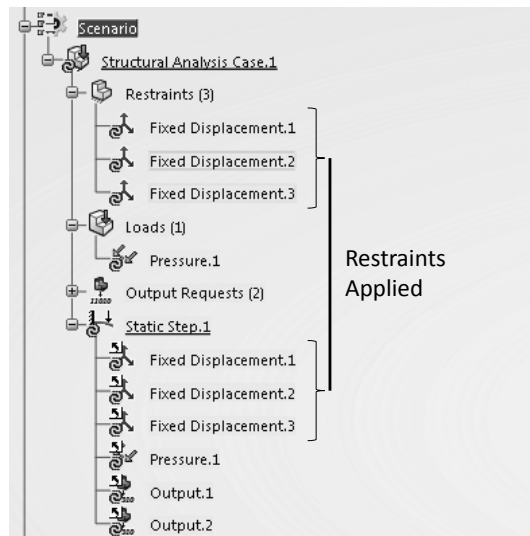 Scenario
Structural Analysis Case.1
Restraints (3)
Fixed Displacement.1
Fixed Displacement.2
Fixed Displacement.3
Loads (1)
Pressure.1
Output Requests (2)
Static Step.1
Fixed Displacement.1
Fixed Displacement.2
Fixed Displacement.3
Pressure.1
Output.1
Output.2
Restraints
Applied